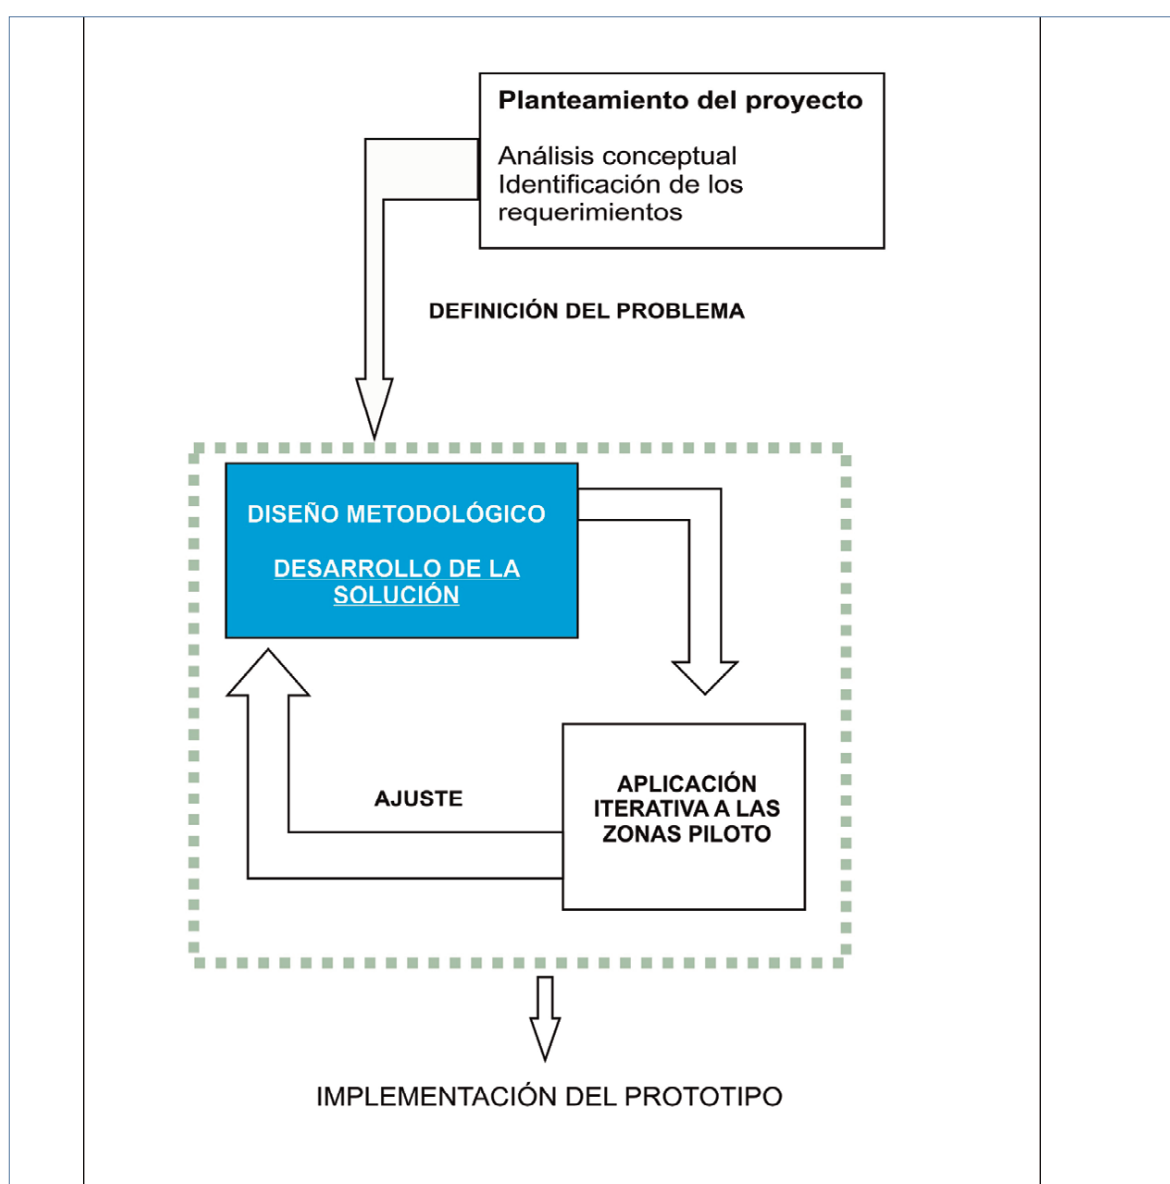 Planteamiento del proyecto
Análisis conceptual
Identificación de los
requerimientos
DEFINICIÓN DEL PROBLEMA
DISEÑO METODOLÓGICO
DESARROLLO DE LA
SOLUCIÓN
AJUSTE
APLICACIÓN
ITERATIVA A LAS
ZONAS PILOTO
IMPLEMENTACIÓN DEL PROTOTIPO